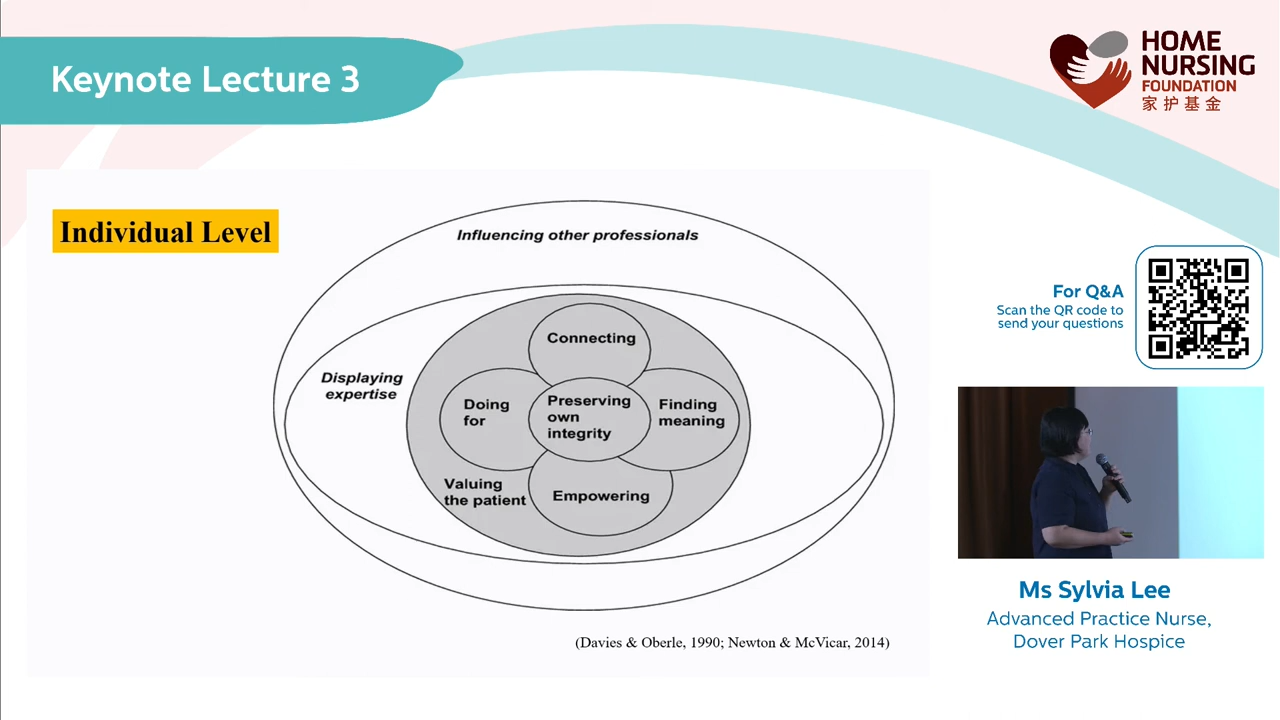 Keynote Lecture 3
HOME
NURSING
FOUNDATION
家护基金
Individual Level
Influencing other professionals
Displaying
expertise
Connecting
Doing
for
Preserving
own
integrity
Finding
meaning
Valuing
the patient
Empowering
(Davies & Oberle, 1990; Newton & McVicar, 2014)
For Q&A
Scan the QR code to
send your questions
Ms Sylvia Lee
Advanced Practice Nurse,
Dover Park Hospice